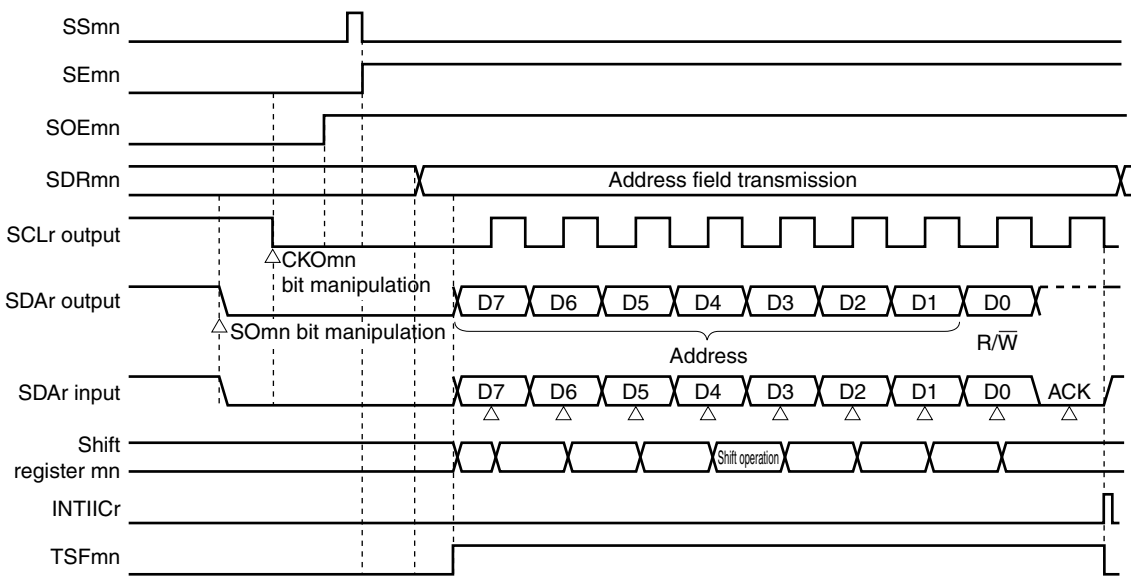 SSmn
SEmn
SOEmn
SDRmn
Address field transmission
SCLr output
CKOmn
bit manipulation
SDAr output
D7 D6 D5 D4 D3 D2 D1 D0
SOmn bit manipulation
Address
R/W̅
SDAr input
D7 D6 D5 D4 D3 D2 D1 D0 ACK
Shift
register mn
Shift operation
INTIICr
TSFmn